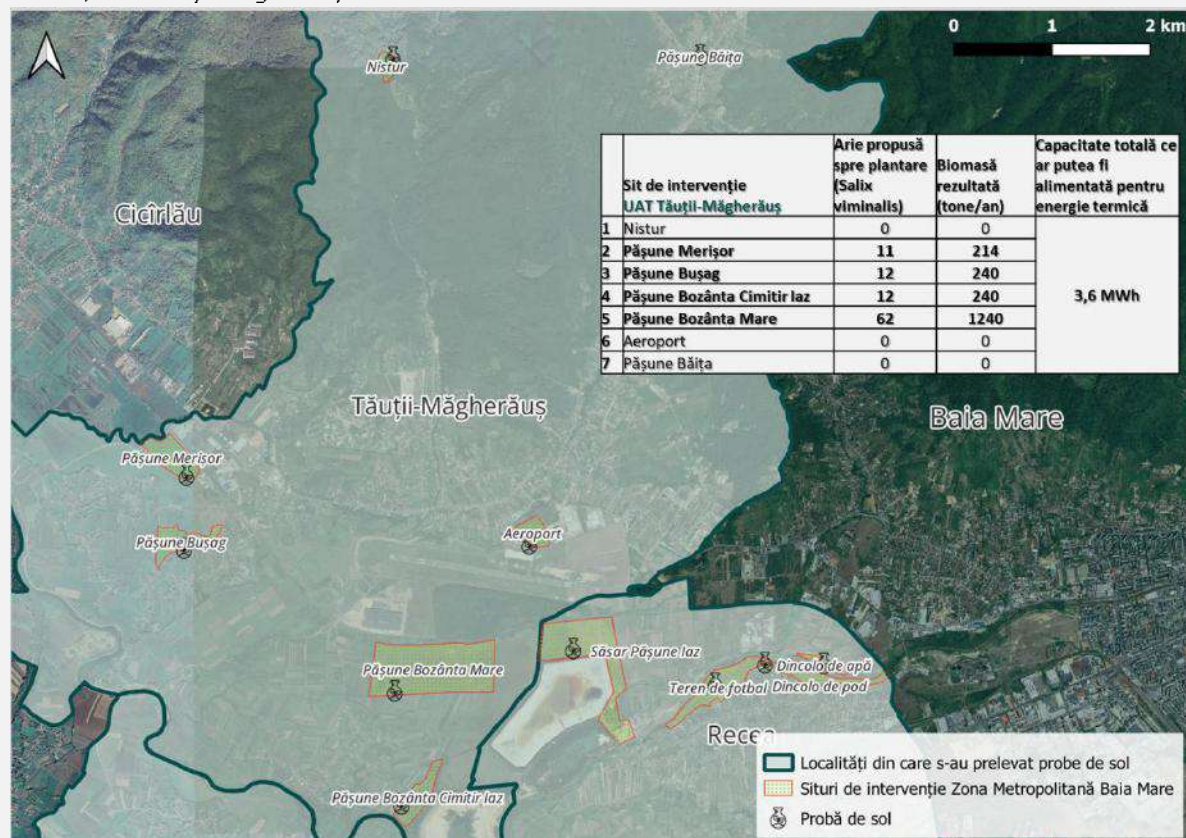 0 1 2 km
Nistur
Pășune Băița
Sit de intervenție
UAT Tăuții-Măgherăuș
Arie propusă
spre plantare
(Salix
viminalis)
Biomasă
rezultată
(tone/an)
Capacitate totală ce
ar putea fi
alimentată pentru
energie termică
1 Nistur 0 0
2 Pășune Merișor 11 214
3 Pășune Bușag 12 240
4 Pășune Bozânta Cimitir Iaz 12 240
5 Pășune Bozânta Mare 62 1240
6 Aeroport 0 0
7 Pășune Băița 0 0
3,6 MWh
Cicîrlău
Tăuții-Măgherăuș
Baia Mare
Pășune Merișor
Pășune Bușag
Aeroport
Pășune Bozânta Mare
Săsar Pășune Iaz
Dincolo de apă
Teren de fotbal
Dincolo de pod
Recea
Pășune Bozânta Cimitir Iaz
Localități din care s-au prelevat probe de sol
Situri de intervenție Zona Metropolitană Baia Mare
Probă de sol